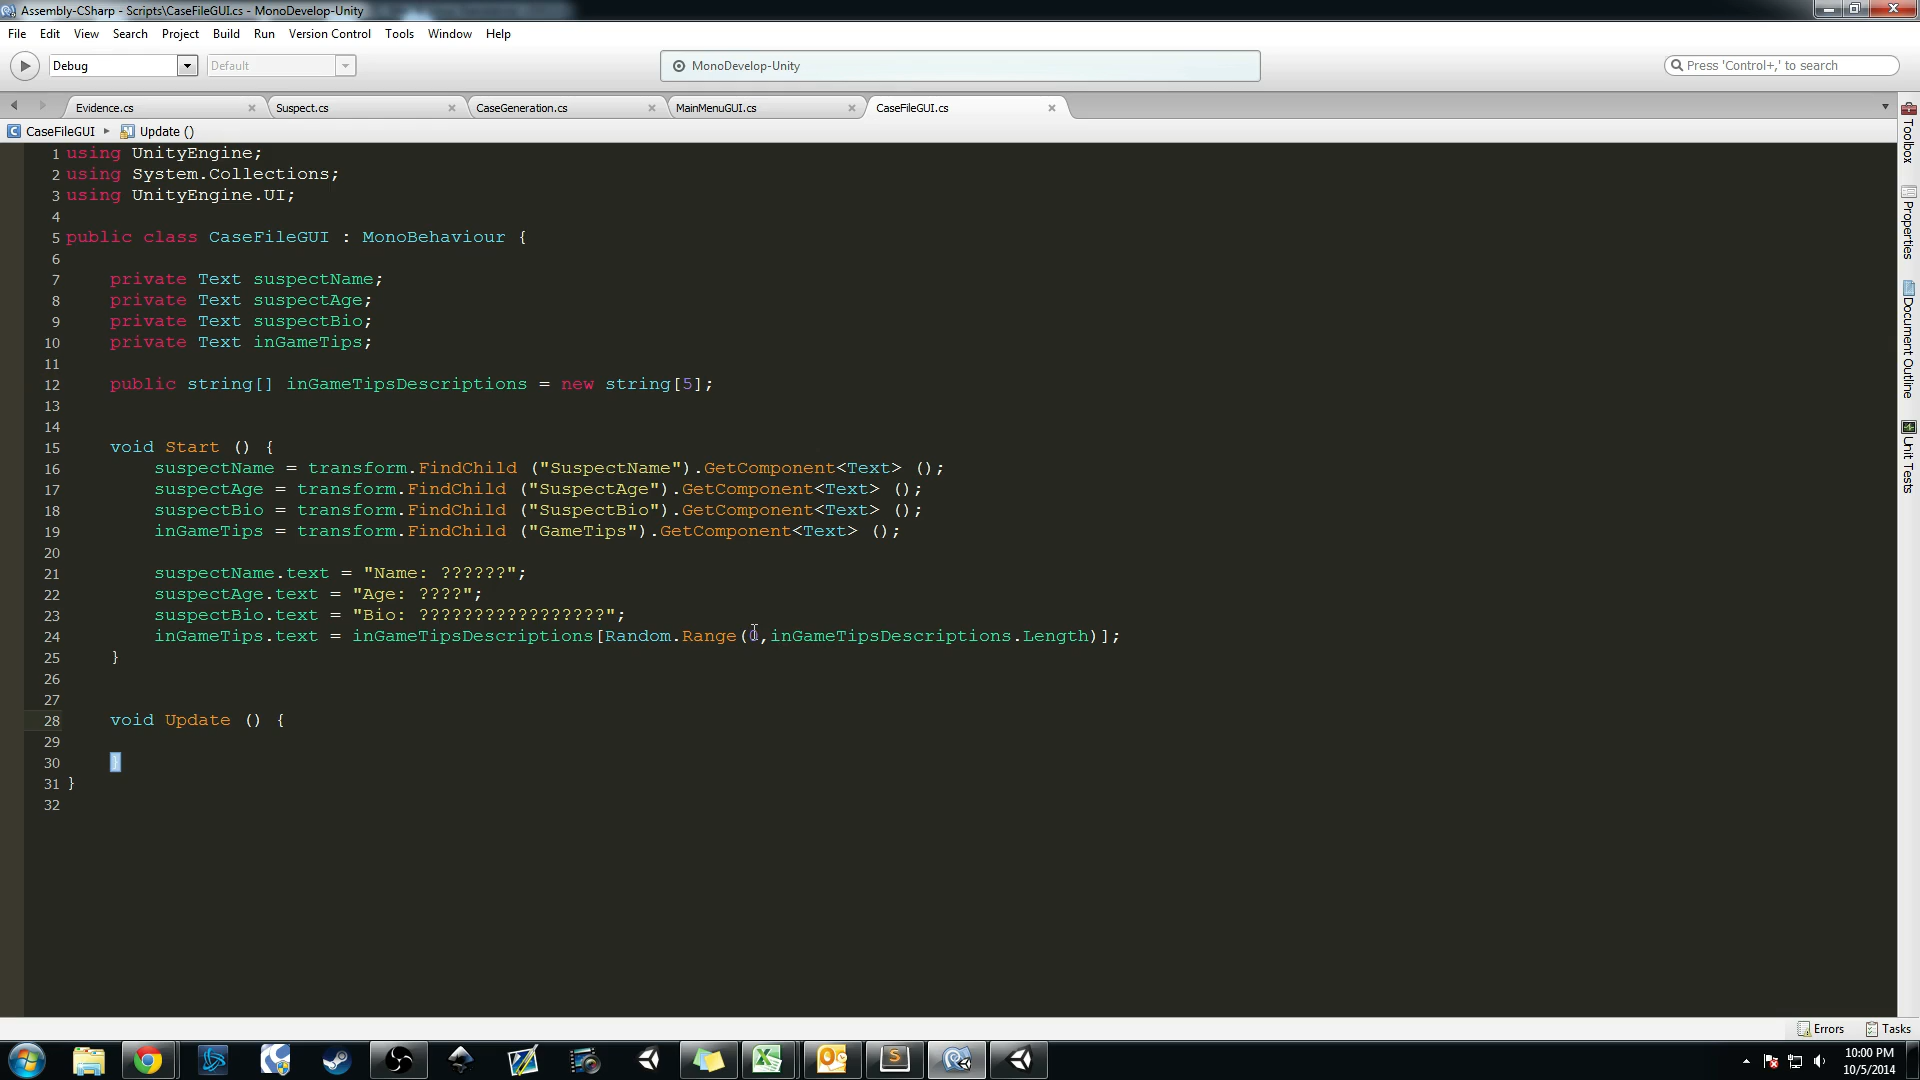 Assembly-CSharp - Scripts\CaseFileGUI.cs - MonoDevelop-Unity
File Edit View Search Project Build Run Version Control Tools Window Help
Debug Default MonoDevelop-Unity Press 'Control+,' to search
Evidence.cs Suspect.cs CaseGeneration.cs MainMenuGUI.cs CaseFileGUI.cs
CaseFileGUI Update ()
1 using UnityEngine;
2 using System.Collections;
3 using UnityEngine.UI;
4
5 public class CaseFileGUI : MonoBehaviour {
6
7 private Text suspectName;
8 private Text suspectAge;
9 private Text suspectBio;
10 private Text inGameTips;
11
12 public string[] inGameTipsDescriptions = new string[5];
13
14
15 void Start () {
16 suspectName = transform.FindChild ("SuspectName").GetComponent<Text> ();
17 suspectAge = transform.FindChild ("SuspectAge").GetComponent<Text> ();
18 suspectBio = transform.FindChild ("SuspectBio").GetComponent<Text> ();
19 inGameTips = transform.FindChild ("GameTips").GetComponent<Text> ();
20
21 suspectName.text = "Name: ??????";
22 suspectAge.text = "Age: ????";
23 suspectBio.text = "Bio: ?????????????????";
24 inGameTips.text = inGameTipsDescriptions[Random.Range(0,inGameTipsDescriptions.Length)];
25 }
26
27
28 void Update () {
29
30 }
31 }
32
Toolbox
Properties
Document Outline
Unit Tests
Errors Tasks
10:00 PM
10/5/2014